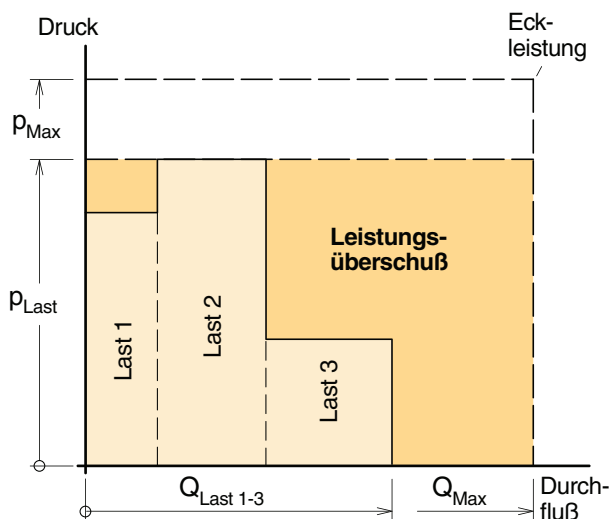 Druck
Eck-
leistung
pMax
Leistungs-
überschuß
pLast
Last 1
Last 2
Last 3
QLast 1-3
QMax
Durch-
fluß